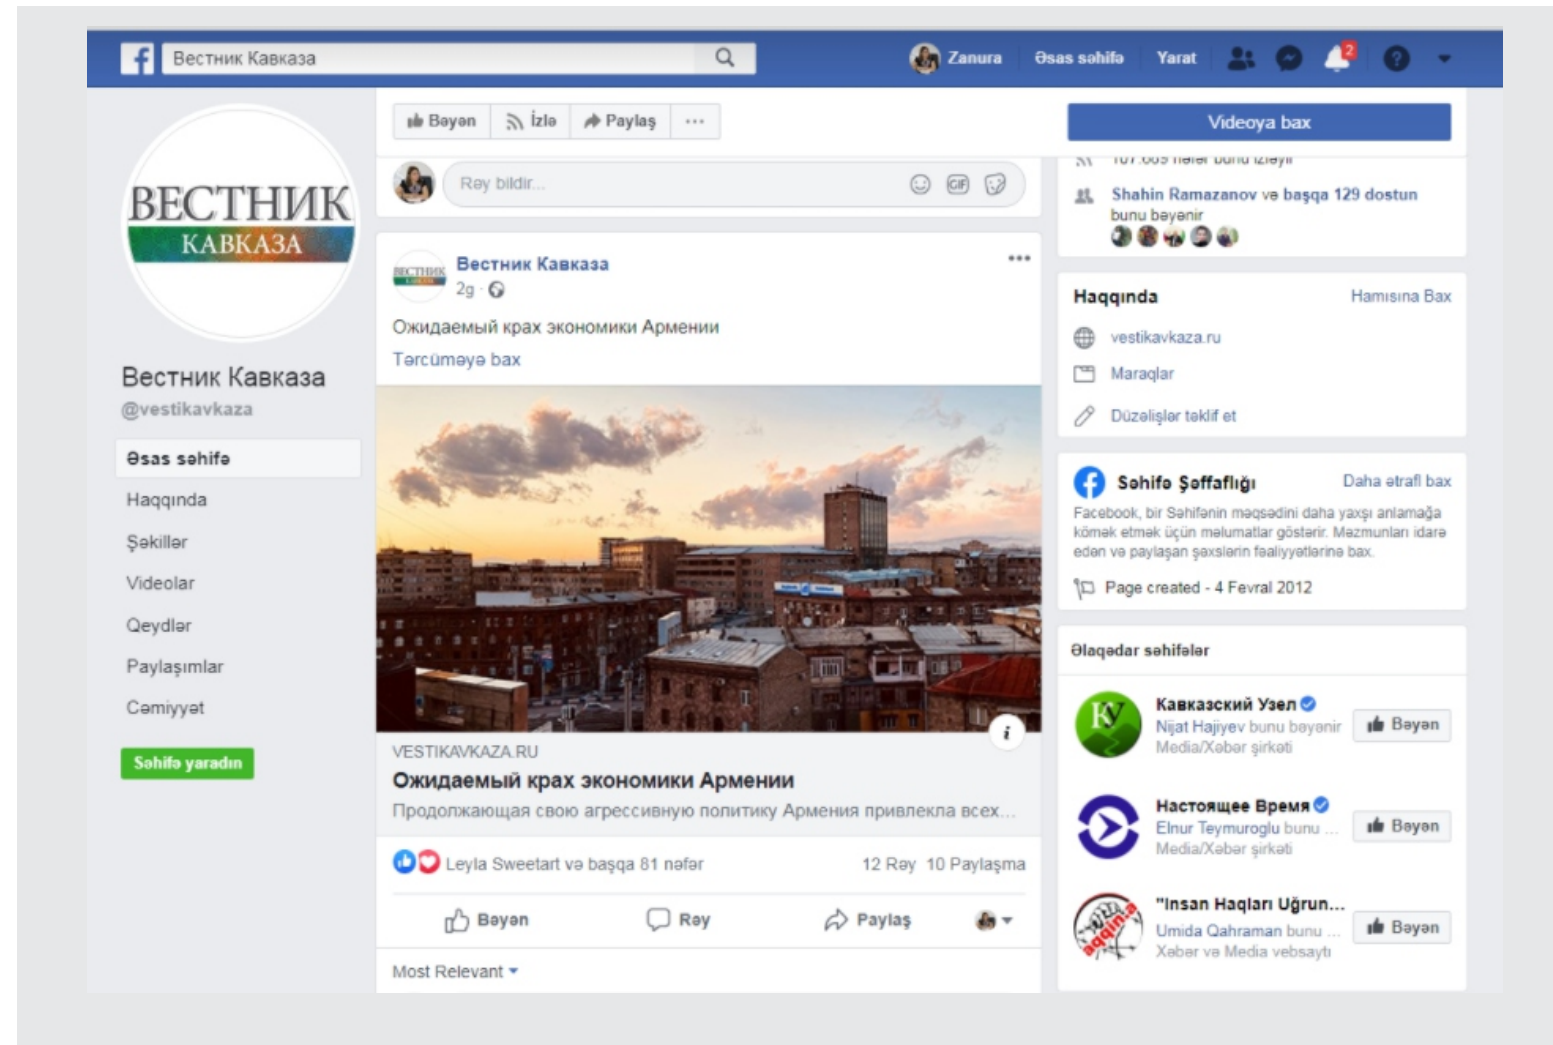 Вестник Кавказа
Zanura
Əsas səhifə
Yarat
2
ВЕСТНИК
КАВКАЗА
Вестник Кавказа
@vestikavkaza
Əsas səhifə
Haqqında
Şəkillər
Videolar
Qeydlər
Paylaşımlar
Cəmiyyət
Səhifə yaradın
Bəyən
İzlə
Paylaş
Rəy bildir...
GIF
ВЕСТНИК
Вестник Кавказа
2g ·
Ожидаемый крах экономики Армении
Tərcüməyə bax
VESTIKAVKAZA.RU
Ожидаемый крах экономики Армении
Продолжающая свою агрессивную политику Армения привлекла всех...
Leyla Sweetart və başqa 81 nəfər
12 Rəy 10 Paylaşma
Bəyən
Rəy
Paylaş
Most Relevant
Videoya bax
nəfər bunu izləyir
Shahin Ramazanov və başqa 129 dostun
bunu bəyənir
Haqqında
Hamısına Bax
vestikavkaza.ru
Maraqlar
Düzəlişlər təklif et
Səhifə Şəffaflığı
Daha ətraflı bax
Facebook, bir Səhifənin məqsədini daha yaxşı anlamağa
kömək etmək üçün məlumatlar göstərir. Məzmunları idarə
edən və paylaşan şəxslərin fəaliyyətlərinə bax.
Page created - 4 Fevral 2012
Əlaqədar səhifələr
КУ
Кавказский Узел
Nijat Hajiyev bunu bəyənir
Media/Xəbər şirkəti
Bəyən
Настоящее Время
Elnur Teymuroglu bunu ...
Media/Xəbər şirkəti
Bəyən
aqqin.a
"Insan Haqları Uğrun...
Umida Qahraman bunu ...
Xəbər və Media vebsaytı
Bəyən